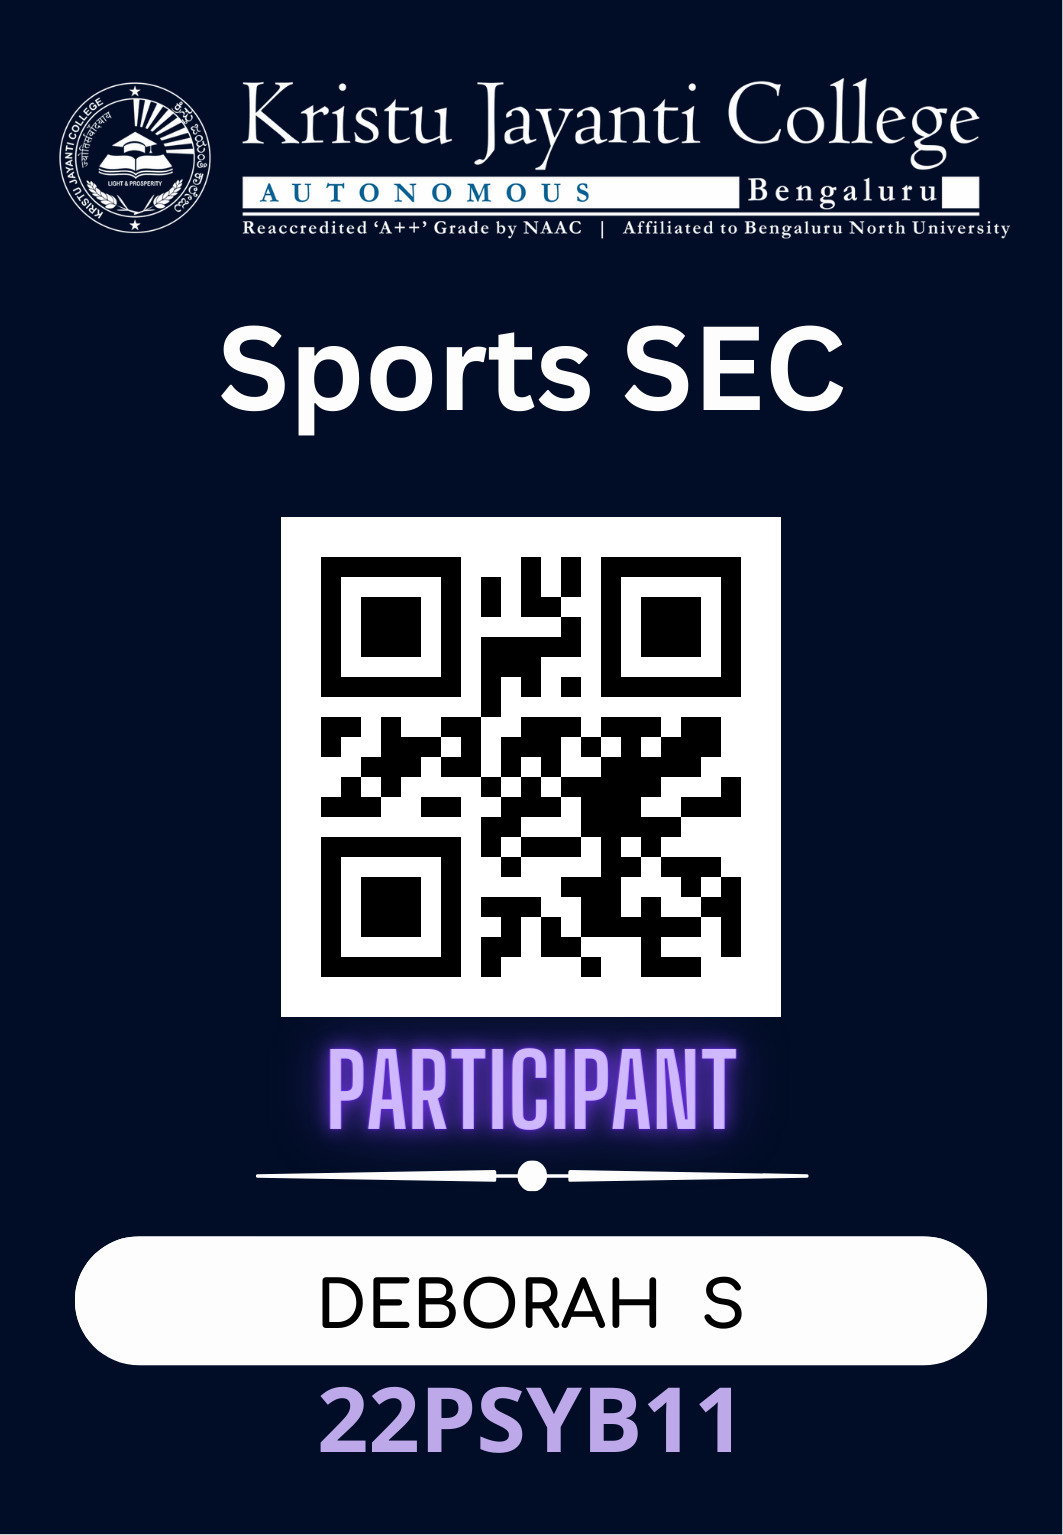 KRISTU JAYANTI COLLEGE
ಕ್ರಿಸ್ತು ಜಯಂತಿ ಕಾಲೇಜು
LIGHT & PROSPERITY
Kristu Jayanti College
AUTONOMOUS Bengaluru
Reaccredited ‘A++’ Grade by NAAC | Affiliated to Bengaluru North University
Sports SEC
PARTICIPANT
DEBORAH S
22PSYB11